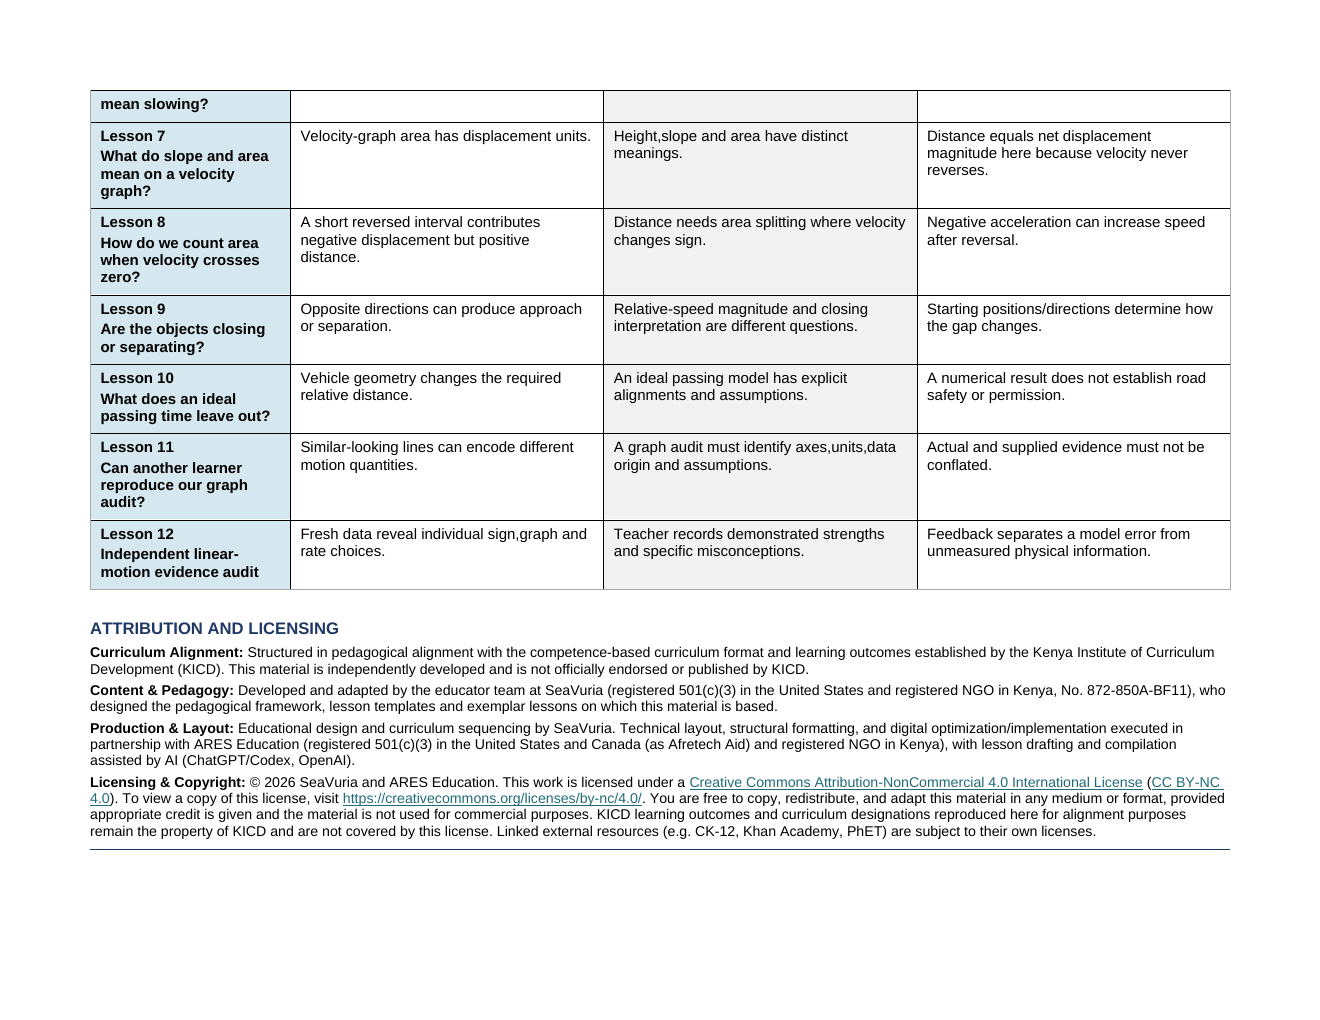 mean slowing?
Lesson 7
What do slope and area
mean on a velocity
graph?
Velocity-graph area has displacement units.
Height,slope and area have distinct
meanings.
Distance equals net displacement
magnitude here because velocity never
reverses.
Lesson 8
How do we count area
when velocity crosses
zero?
A short reversed interval contributes
negative displacement but positive
distance.
Distance needs area splitting where velocity
changes sign.
Negative acceleration can increase speed
after reversal.
Lesson 9
Are the objects closing
or separating?
Opposite directions can produce approach
or separation.
Relative-speed magnitude and closing
interpretation are different questions.
Starting positions/directions determine how
the gap changes.
Lesson 10
What does an ideal
passing time leave out?
Vehicle geometry changes the required
relative distance.
An ideal passing model has explicit
alignments and assumptions.
A numerical result does not establish road
safety or permission.
Lesson 11
Can another learner
reproduce our graph
audit?
Similar-looking lines can encode different
motion quantities.
A graph audit must identify axes,units,data
origin and assumptions.
Actual and supplied evidence must not be
conflated.
Lesson 12
Independent linear-
motion evidence audit
Fresh data reveal individual sign,graph and
rate choices.
Teacher records demonstrated strengths
and specific misconceptions.
Feedback separates a model error from
unmeasured physical information.
ATTRIBUTION AND LICENSING
Curriculum Alignment: Structured in pedagogical alignment with the competence-based curriculum format and learning outcomes established by the Kenya Institute of Curriculum
Development (KICD). This material is independently developed and is not officially endorsed or published by KICD.
Content & Pedagogy: Developed and adapted by the educator team at SeaVuria (registered 501(c)(3) in the United States and registered NGO in Kenya, No. 872-850A-BF11), who
designed the pedagogical framework, lesson templates and exemplar lessons on which this material is based.
Production & Layout: Educational design and curriculum sequencing by SeaVuria. Technical layout, structural formatting, and digital optimization/implementation executed in
partnership with ARES Education (registered 501(c)(3) in the United States and Canada (as Afretech Aid) and registered NGO in Kenya), with lesson drafting and compilation
assisted by AI (ChatGPT/Codex, OpenAI).
Licensing & Copyright: © 2026 SeaVuria and ARES Education. This work is licensed under a Creative Commons Attribution-NonCommercial 4.0 International License (CC BY-NC
4.0). To view a copy of this license, visit https://creativecommons.org/licenses/by-nc/4.0/. You are free to copy, redistribute, and adapt this material in any medium or format, provided
appropriate credit is given and the material is not used for commercial purposes. KICD learning outcomes and curriculum designations reproduced here for alignment purposes
remain the property of KICD and are not covered by this license. Linked external resources (e.g. CK-12, Khan Academy, PhET) are subject to their own licenses.